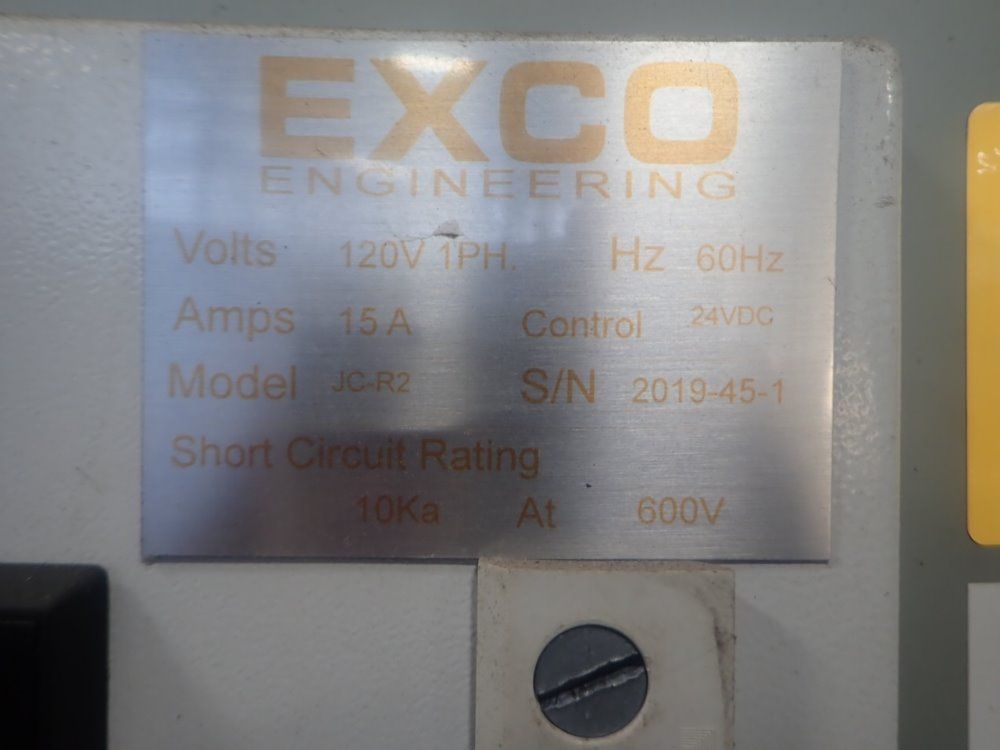 EXCO
ENGINEERING
Volts 120V 1PH. Hz 60Hz
Amps 15 A Control 24VDC
Model JC-R2 S/N 2019-45-1
Short Circuit Rating
10Ka At 600V